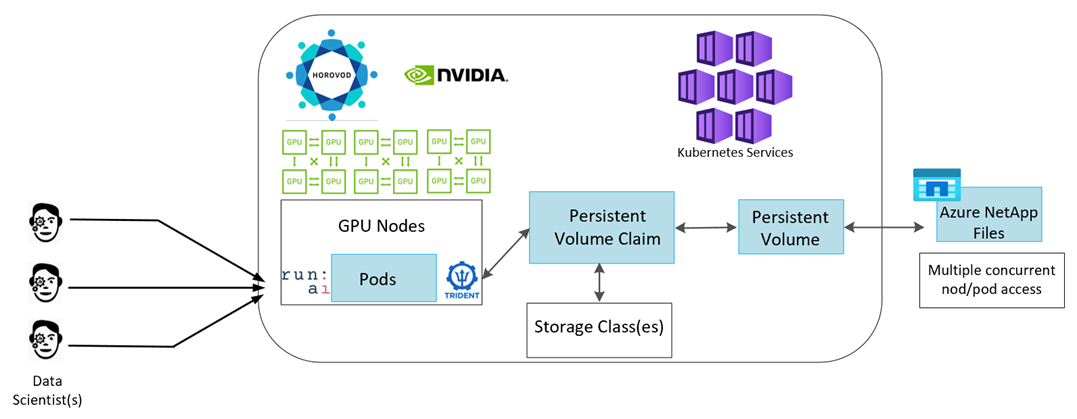 HOROVOD
NVIDIA.
GPU GPU GPU GPU GPU GPU
GPU GPU GPU GPU GPU GPU
Kubernetes Services
GPU Nodes
run:
ai
Pods
TRIDENT
Persistent
Volume Claim
Persistent
Volume
Azure NetApp
Files
Multiple concurrent
nod/pod access
Storage Class(es)
Data
Scientist(s)